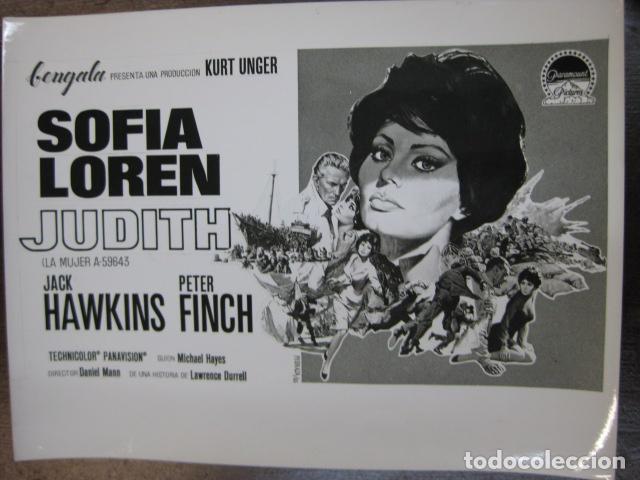 bengala PRESENTA UNA PRODUCCIÓN KURT UNGER
Paramount
Pictures
SOFIA
LOREN
JUDITH
(LA MUJER A-59643
JACK HAWKINS
PETER FINCH
TECHNICOLOR® PANAVISION® GUION Michael Hayes
DIRECTOR Daniel Mann DE UNA HISTORIA DE Lawrence Durrell
todocoleccion